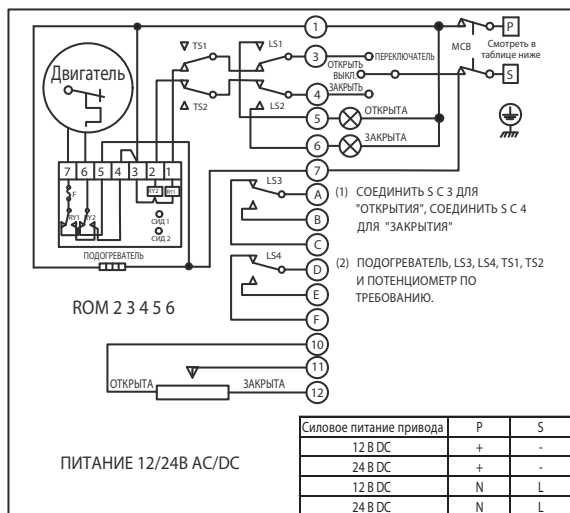 1
TS1
LS1
P
Двигатель
3
ПЕРЕКЛЮЧАТЕЛЬ
MCB
Смотреть в
таблице ниже
ОТКРЫТЬ
ВЫКЛ.
S
4
ЗАКРЫТЬ
TS2
LS2
5
ОТКРЫТА
6
ЗАКРЫТА
7
7 6 5 4 3 2 1
F
RY1 RY2
RY2 RY1
СИД 1
СИД 2
LS3
A
B
C
(1) СОЕДИНИТЬ S С 3 ДЛЯ
"ОТКРЫТИЯ", СОЕДИНИТЬ S С 4
ДЛЯ "ЗАКРЫТИЯ"
ПОДОГРЕВАТЕЛЬ
LS4
D
E
F
(2) ПОДОГРЕВАТЕЛЬ, LS3, LS4, TS1, TS2
И ПОТЕНЦИОМЕТР ПО
ТРЕБОВАНИЮ.
ROM 2 3 4 5 6
10
11
12
ОТКРЫТА
ЗАКРЫТА
ПИТАНИЕ 12/24В AC/DC
Силовое питание привода P S
12 В DC + -
24 В DC + -
12 В DC N L
24 В DC N L